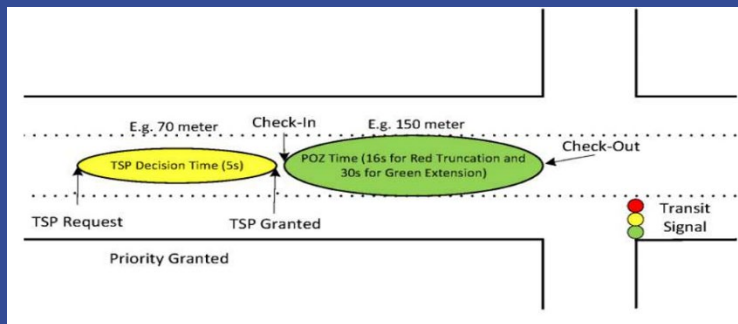 E.g. 70 meter
Check-In
E.g. 150 meter
TSP Decision Time (5s)
POZ Time (16s for Red Truncation and
30s for Green Extension)
Check-Out
TSP Request
TSP Granted
Transit
Signal
Priority Granted